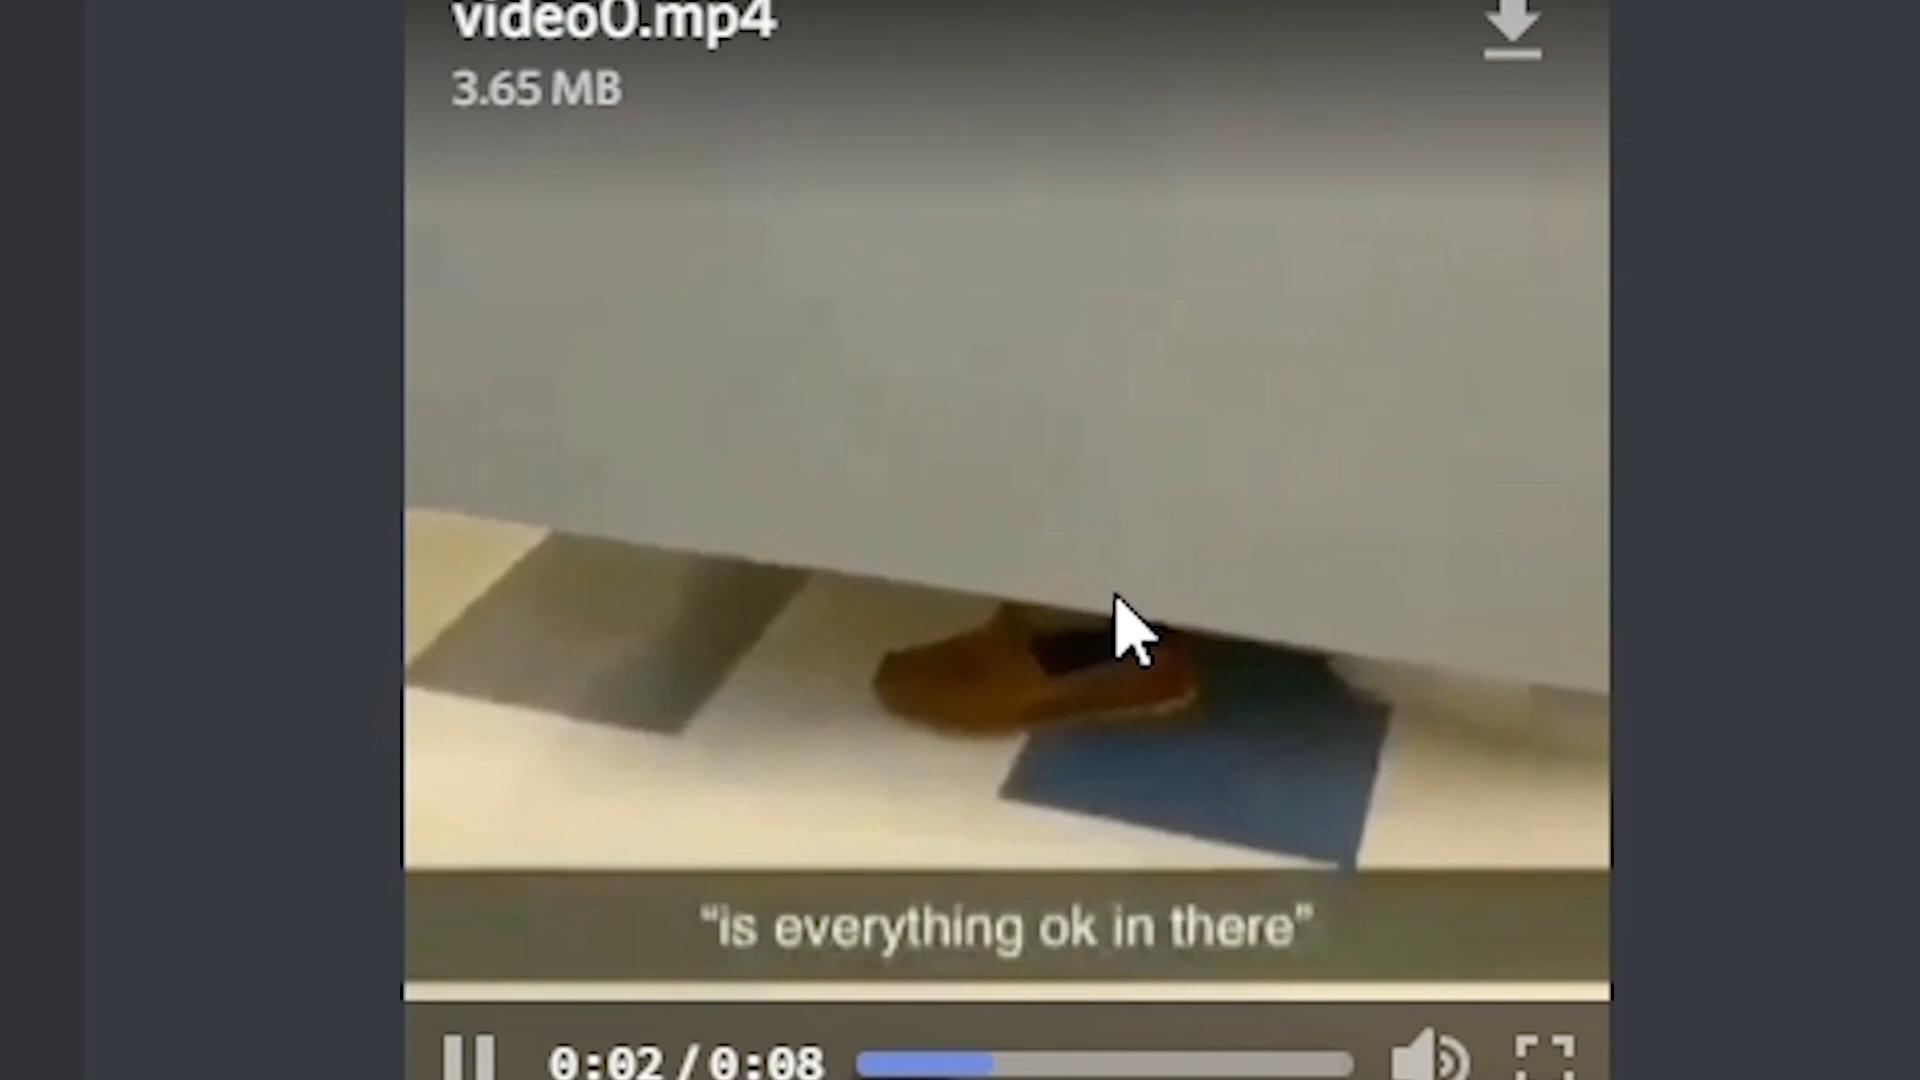 video0.mp4
3.65 MB
“is everything ok in there”
0:02 / 0:08